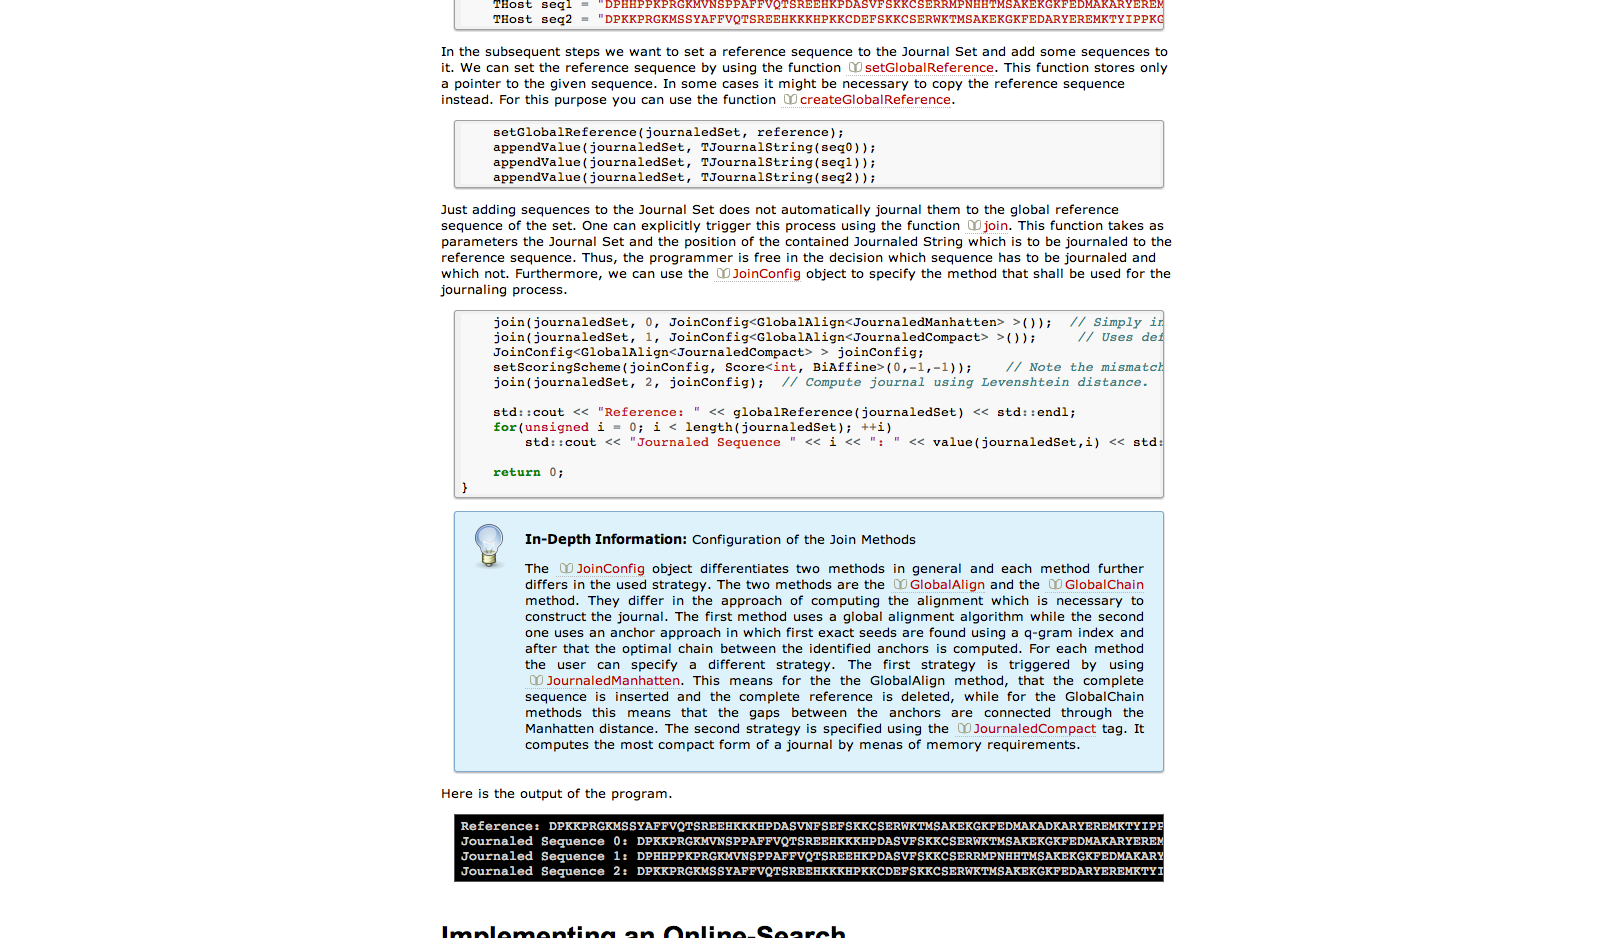 THost seq1 = "DPHHPPKPRGKMVNSPPAFFVQTSREEHKPDASVFSKKCSERRMPNHHTMSAKEKGKFEDMAKARYEREM
THost seq2 = "DPKKPRGKMSSYAFFVQTSREEHKKKHPKKCDEFSKKCSERWKTMSAKEKGKFEDARYEREMKTYIPPKG
In the subsequent steps we want to set a reference sequence to the Journal Set and add some sequences to
it. We can set the reference sequence by using the function setGlobalReference. This function stores only
a pointer to the given sequence. In some cases it might be necessary to copy the reference sequence
instead. For this purpose you can use the function createGlobalReference.
setGlobalReference(journaledSet, reference);
appendValue(journaledSet, TJournalString(seq0));
appendValue(journaledSet, TJournalString(seq1));
appendValue(journaledSet, TJournalString(seq2));
Just adding sequences to the Journal Set does not automatically journal them to the global reference
sequence of the set. One can explicitly trigger this process using the function join. This function takes as
parameters the Journal Set and the position of the contained Journaled String which is to be journaled to the
reference sequence. Thus, the programmer is free in the decision which sequence has to be journaled and
which not. Furthermore, we can use the JoinConfig object to specify the method that shall be used for the
journaling process.
join(journaledSet, 0, JoinConfig<GlobalAlign<JournaledManhatten> >()); // Simply in
join(journaledSet, 1, JoinConfig<GlobalAlign<JournaledCompact> >()); // Uses def
JoinConfig<GlobalAlign<JournaledCompact> > joinConfig;
setScoringScheme(joinConfig, Score<int, BiAffine>(0,-1,-1)); // Note the mismatch
join(journaledSet, 2, joinConfig); // Compute journal using Levenshtein distance.
std::cout << "Reference: " << globalReference(journaledSet) << std::endl;
for(unsigned i = 0; i < length(journaledSet); ++i)
std::cout << "Journaled Sequence " << i << ": " << value(journaledSet,i) << std:
return 0;
}
In-Depth Information: Configuration of the Join Methods
The JoinConfig object differentiates two methods in general and each method further
differs in the used strategy. The two methods are the GlobalAlign and the GlobalChain
method. They differ in the approach of computing the alignment which is necessary to
construct the journal. The first method uses a global alignment algorithm while the second
one uses an anchor approach in which first exact seeds are found using a q-gram index and
after that the optimal chain between the identified anchors is computed. For each method
the user can specify a different strategy. The first strategy is triggered by using
JournaledManhatten. This means for the the GlobalAlign method, that the complete
sequence is inserted and the complete reference is deleted, while for the GlobalChain
methods this means that the gaps between the anchors are connected through the
Manhatten distance. The second strategy is specified using the JournaledCompact tag. It
computes the most compact form of a journal by menas of memory requirements.
Here is the output of the program.
Reference: DPKKPRGKMSSYAFFVQTSREEHKKKHPDASVNFSEFSKKCSERWKTMSAKEKGKFEDMAKADKARYEREMKTYIPP
Journaled Sequence 0: DPKKPRGKMVNSPPAFFVQTSREEHKKKHPDASVFSKKCSERWKTMSAKEKGKFEDMAKARYEREM
Journaled Sequence 1: DPHHPPKPRGKMVNSPPAFFVQTSREEHKPDASVFSKKCSERRMPNHHTMSAKEKGKFEDMAKARY
Journaled Sequence 2: DPKKPRGKMSSYAFFVQTSREEHKKKHPKKCDEFSKKCSERWKTMSAKEKGKFEDARYEREMKTYI
Implementing an Online-Search